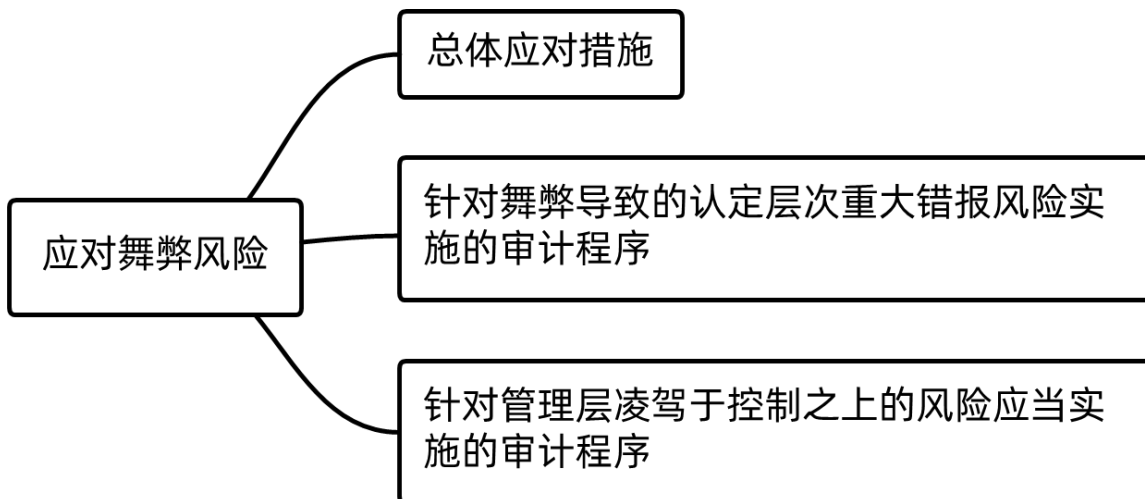 总体应对措施
针对舞弊导致的认定层次重大错报风险实
施的审计程序
应对舞弊风险
针对管理层凌驾于控制之上的风险应当实
施的审计程序